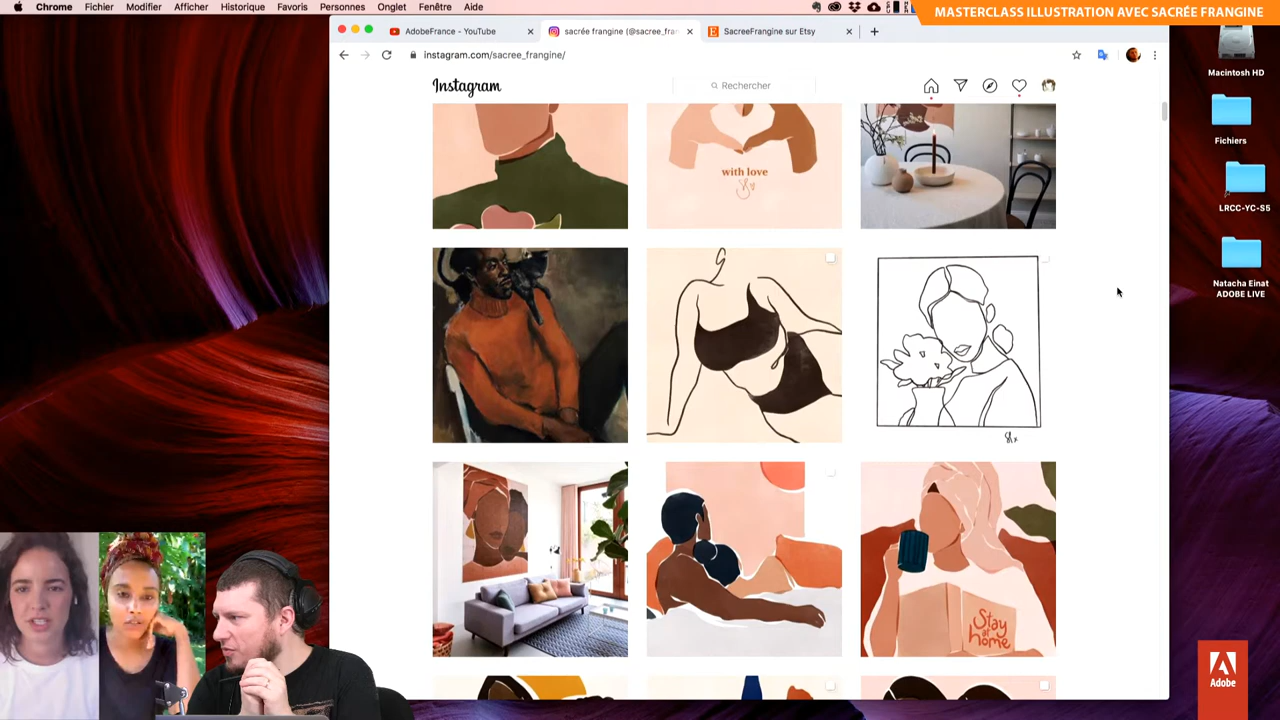 Chrome Fichier Modifier Afficher Historique Favoris Personnes Onglet Fenêtre Aide
MASTERCLASS ILLUSTRATION AVEC SACRÉE FRANGINE
AdobeFrance - YouTube
sacrée frangine (@sacree_fran
SacreeFrangine sur Etsy
instagram.com/sacree_frangine/
Instagram
Rechercher
Macintosh HD
Fichiers
LRCC-YC-S5
Natacha Einat
ADOBE LIVE
with love
Stay
at
home
Adobe